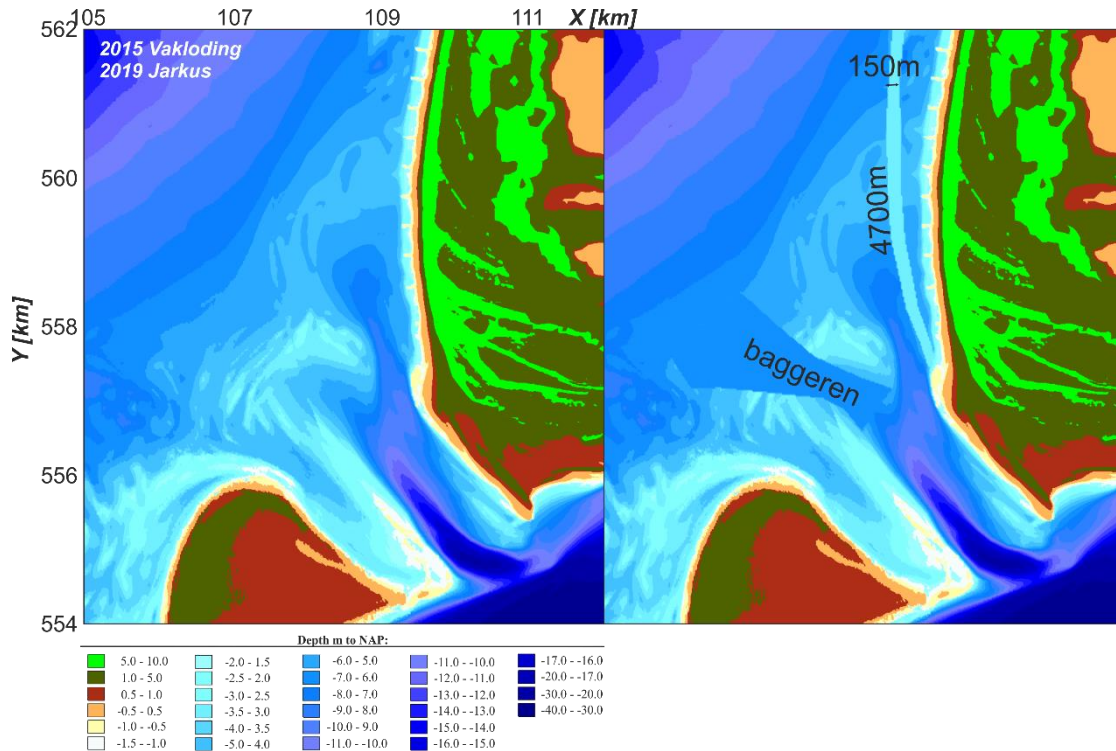 105 107 109 111 X [km]
562
2015 Vakloding
2019 Jarkus
150m
560
4700m
Y [km]
558
baggeren
556
554
Depth m to NAP:
5.0 - 10.0 -2.0 - 1.5 -6.0 - 5.0 -11.0 - -10.0 -17.0 - -16.0
1.0 - 5.0 -2.5 - 2.0 -7.0 - 6.0 -12.0 - -11.0 -20.0 - -17.0
0.5 - 1.0 -3.0 - 2.5 -8.0 - 7.0 -13.0 - -12.0 -30.0 - -20.0
-0.5 - 0.5 -3.5 - 3.0 -9.0 - 8.0 -14.0 - -13.0 -40.0 - -30.0
-1.0 - -0.5 -4.0 - 3.5 -10.0 - 9.0 -15.0 - -14.0
-1.5 - -1.0 -5.0 - 4.0 -11.0 - -10.0 -16.0 - -15.0